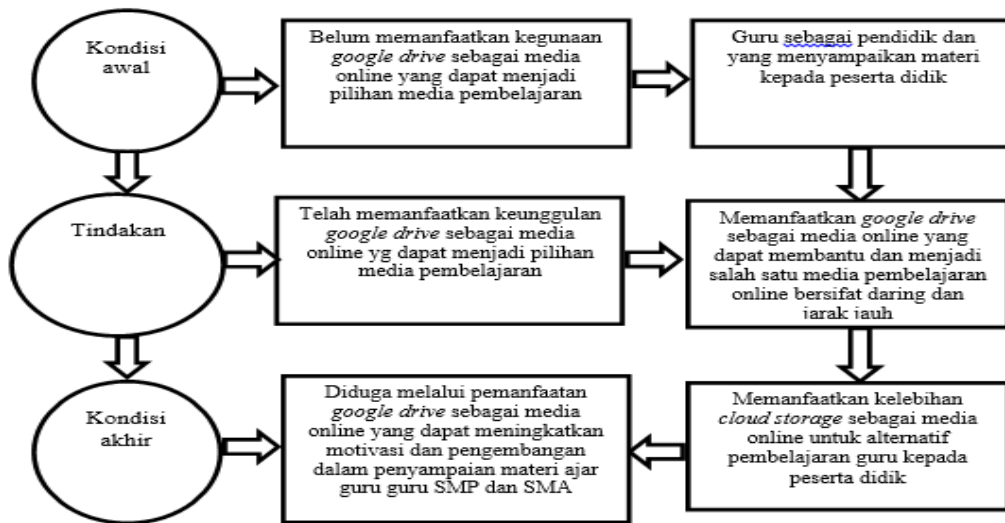 Kondisi
awal
Belum memanfaatkan kegunaan
google drive sebagai media
online yang dapat menjadi
pilihan media pembelajaran
Guru sebagai pendidik dan
yang menyampaikan materi
kepada peserta didik
Tindakan
Telah memanfaatkan keunggulan
google drive sebagai media
online yg dapat menjadi pilihan
media pembelajaran
Memanfaatkan google drive
sebagai media online yang
dapat membantu dan menjadi
salah satu media pembelajaran
online bersifat daring dan
jarak jauh
Kondisi
akhir
Diduga melalui pemanfaatan
google drive sebagai media
online yang dapat meningkatkan
motivasi dan pengembangan
dalam penyampaian materi ajar
guru guru SMP dan SMA
Memanfaatkan kelebihan
cloud storage sebagai media
online untuk alternatif
pembelajaran guru kepada
peserta didik